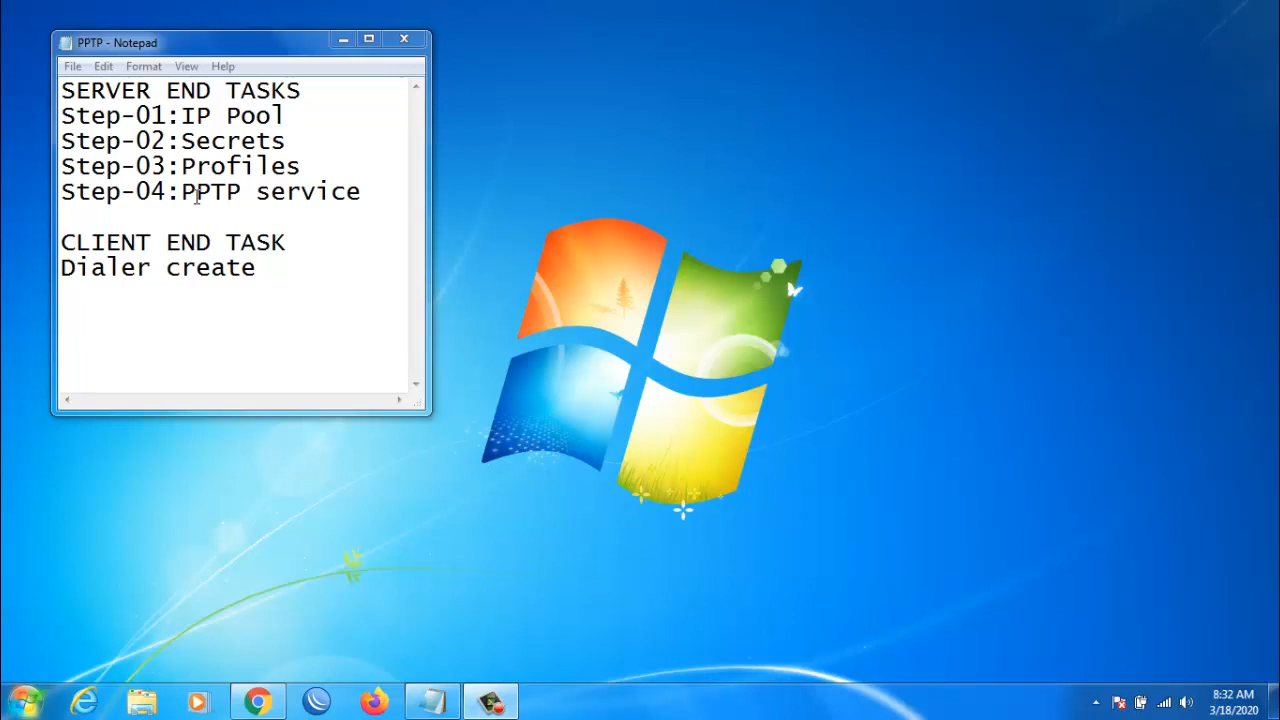 PPTP - Notepad
File Edit Format View Help
SERVER END TASKS
Step-01:IP Pool
Step-02:Secrets
Step-03:Profiles
Step-04:PPTP service
CLIENT END TASK
Dialer create
8:32 AM
3/18/2020